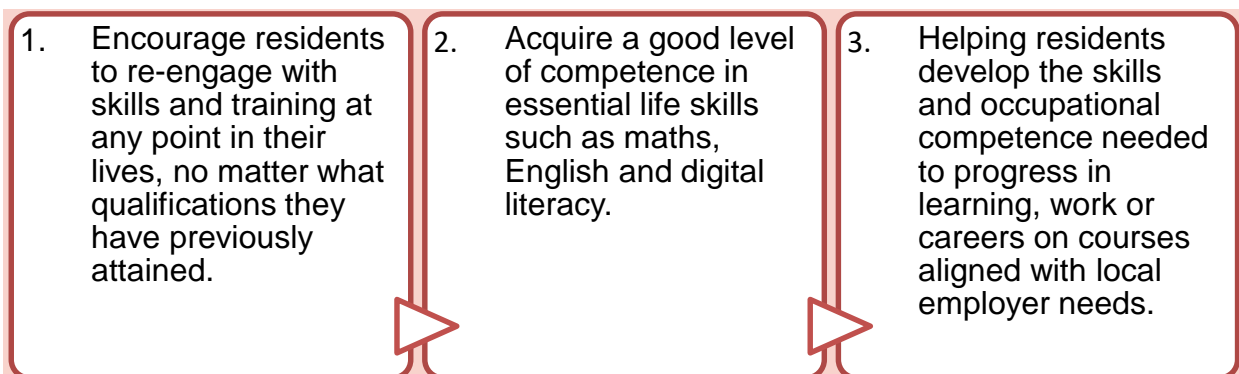 1. Encourage residents
to re-engage with
skills and training at
any point in their
lives, no matter what
qualifications they
have previously
attained.
2. Acquire a good level
of competence in
essential life skills
such as maths,
English and digital
literacy.
3. Helping residents
develop the skills
and occupational
competence needed
to progress in
learning, work or
careers on courses
aligned with local
employer needs.